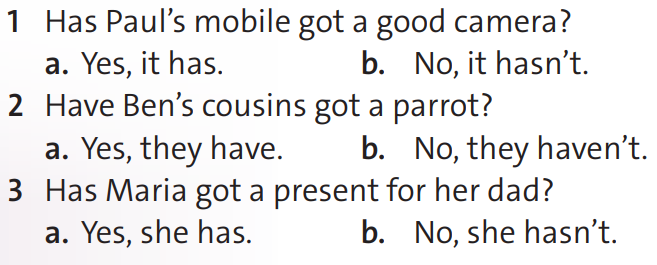 1 Has Paul’s mobile got a good camera?
a. Yes, it has. b. No, it hasn’t.
2 Have Ben’s cousins got a parrot?
a. Yes, they have. b. No, they haven’t.
3 Has Maria got a present for her dad?
a. Yes, she has. b. No, she hasn’t.